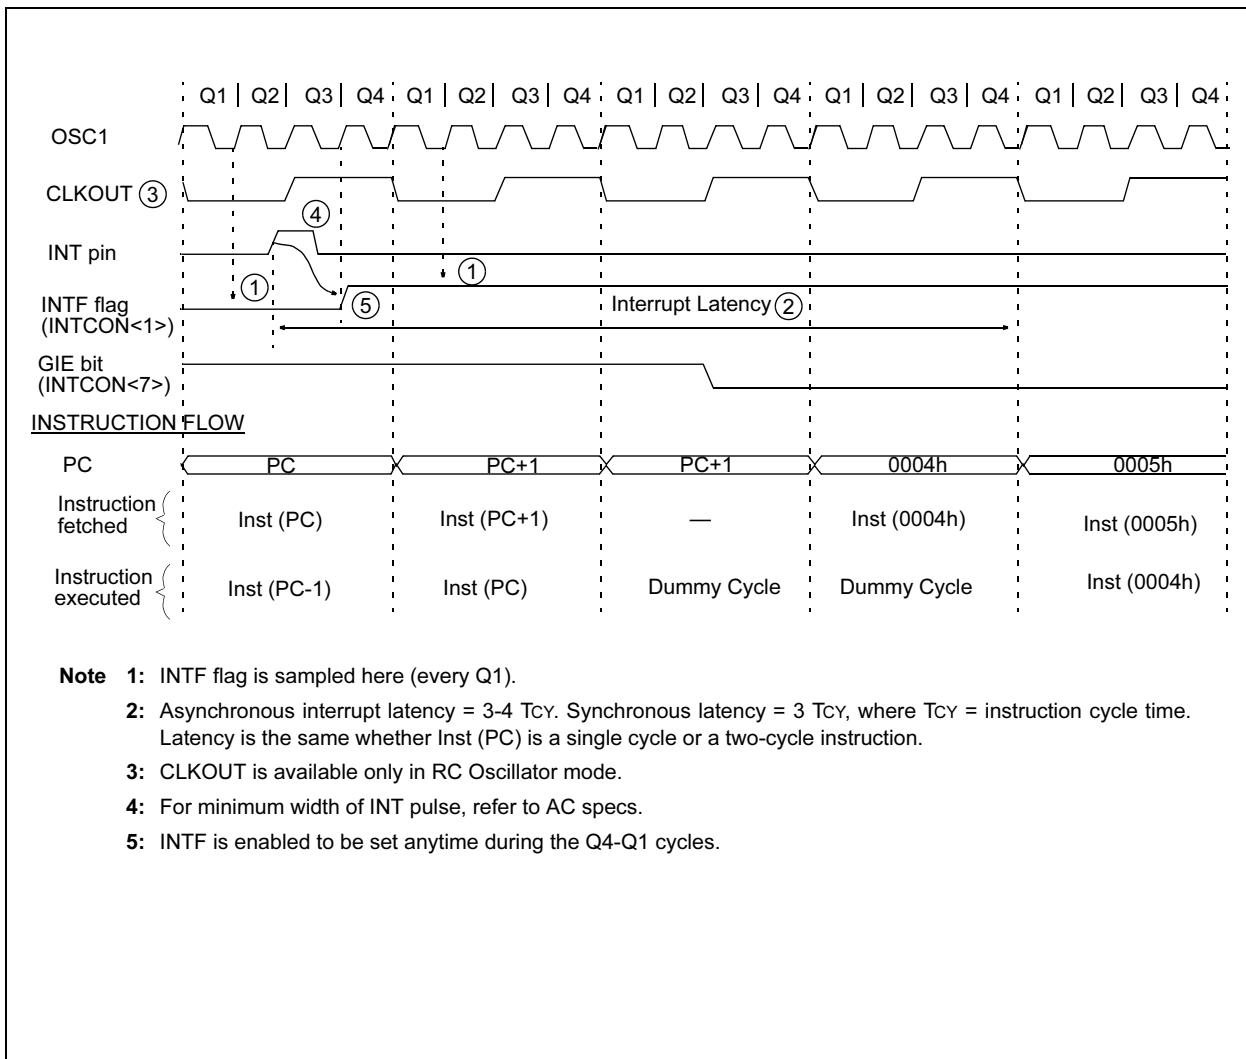 Q1 | Q2 | Q3 | Q4 Q1 | Q2 | Q3 | Q4 Q1 | Q2 | Q3 | Q4 Q1 | Q2 | Q3 | Q4 Q1 | Q2 | Q3 | Q4
OSC1
CLKOUT 3
4
INT pin
1 1
INTF flag
(INTCON<1>)
5
Interrupt Latency 2
GIE bit
(INTCON<7>)
INSTRUCTION FLOW
PC PC PC+1 PC+1 0004h 0005h
Instruction
fetched
Inst (PC) Inst (PC+1) — Inst (0004h) Inst (0005h)
Instruction
executed
Inst (PC-1) Inst (PC) Dummy Cycle Dummy Cycle Inst (0004h)
Note 1: INTF flag is sampled here (every Q1).
2: Asynchronous interrupt latency = 3-4 TCY. Synchronous latency = 3 TCY, where TCY = instruction cycle time.
Latency is the same whether Inst (PC) is a single cycle or a two-cycle instruction.
3: CLKOUT is available only in RC Oscillator mode.
4: For minimum width of INT pulse, refer to AC specs.
5: INTF is enabled to be set anytime during the Q4-Q1 cycles.